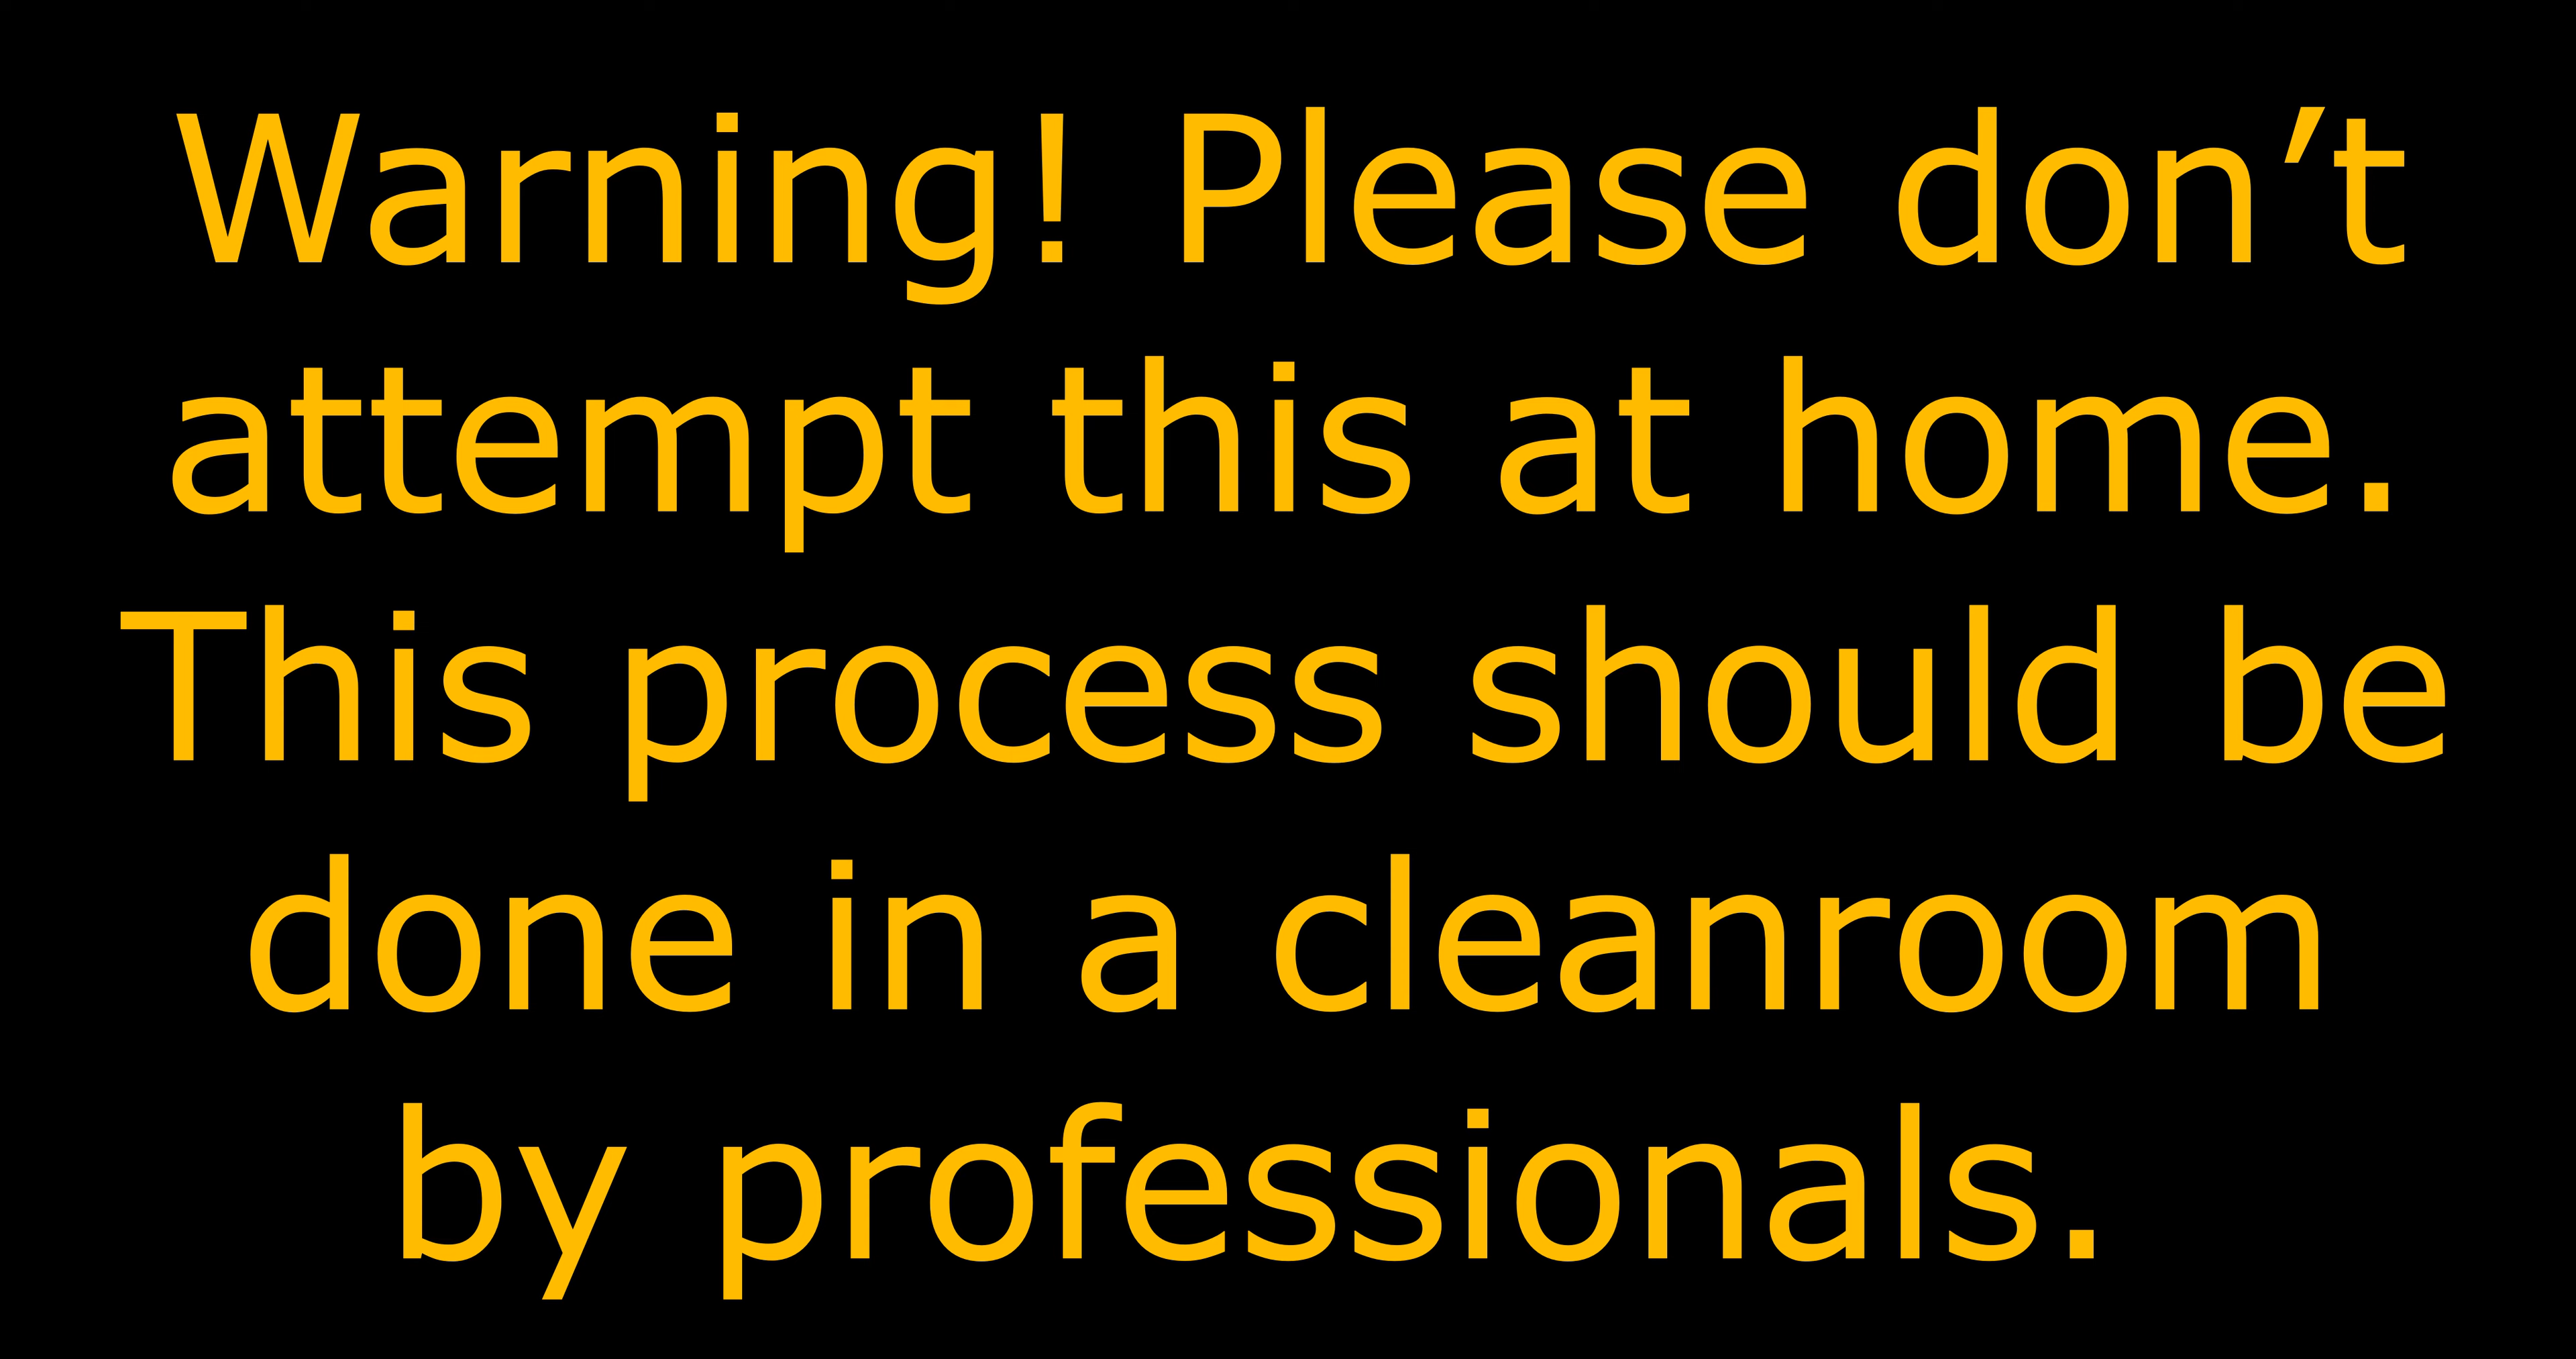 Warning! Please don’t
attempt this at home.
This process should be
done in a cleanroom
by professionals.